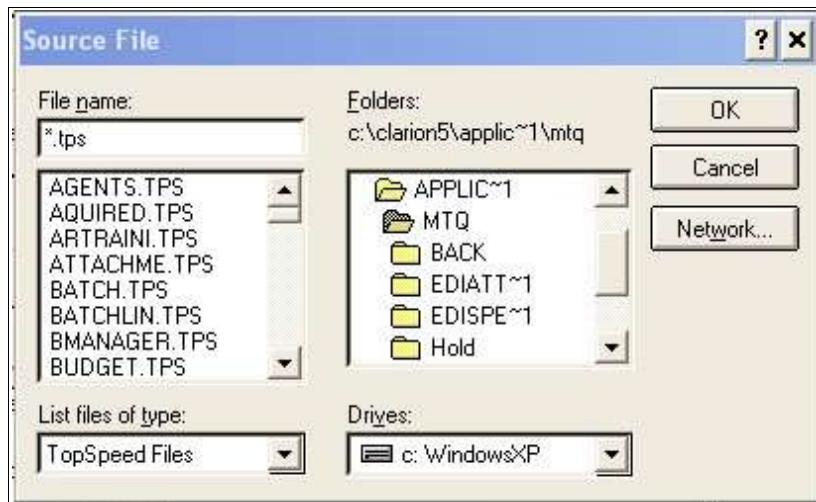 Source File
File name:
*.tps
AGENTS.TPS
AQUIRED.TPS
ARTRAINI.TPS
ATTACHME.TPS
BATCH.TPS
BATCHLIN.TPS
BMANAGER.TPS
BUDGET.TPS
List files of type:
TopSpeed Files
Folders:
c:\clarion5\applic~1\mtq
APPLIC~1
MTQ
BACK
EDIATT~1
EDISPE~1
Hold
Drives:
c: WindowsXP
OK
Cancel
Network...